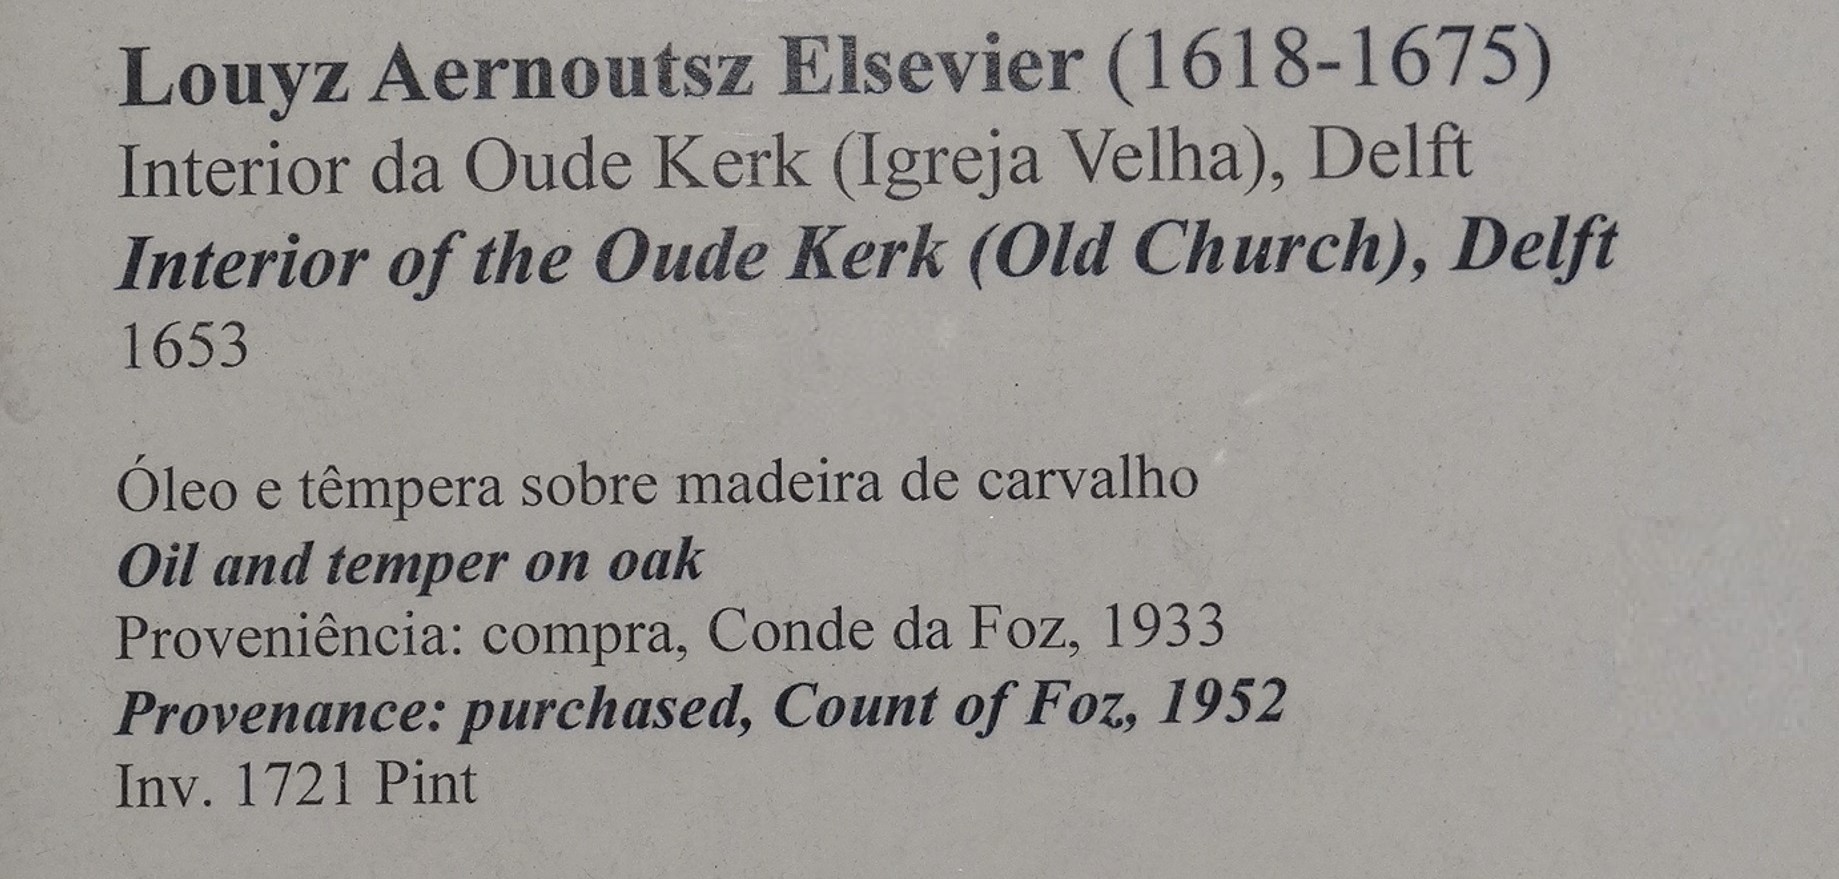 Louyz Aernoutsz Elsevier (1618-1675)
Interior da Oude Kerk (Igreja Velha), Delft
Interior of the Oude Kerk (Old Church), Delft
1653
Óleo e têmpera sobre madeira de carvalho
Oil and temper on oak
Proveniência: compra, Conde da Foz, 1933
Provenance: purchased, Count of Foz, 1952
Inv. 1721 Pint